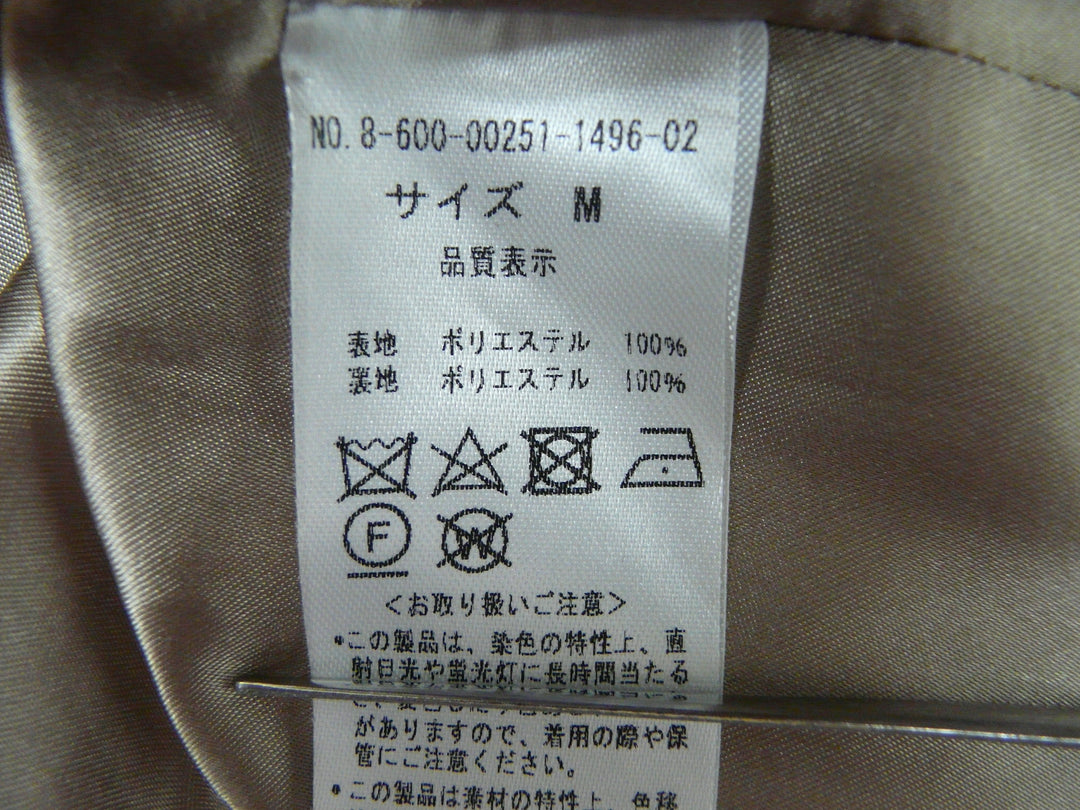 NO. 8-600-00251-1496-02
サイズ M
品質表示
表地 ポリエステル 100%
裏地 ポリエステル 100%
F
W
<お取り扱いご注意>
•この製品は、染色の特性上、直
射日光や蛍光灯に長時間当たる
がありますので、着用の際や保
管にご注意ください。
•この製品は素材の特性上、色移